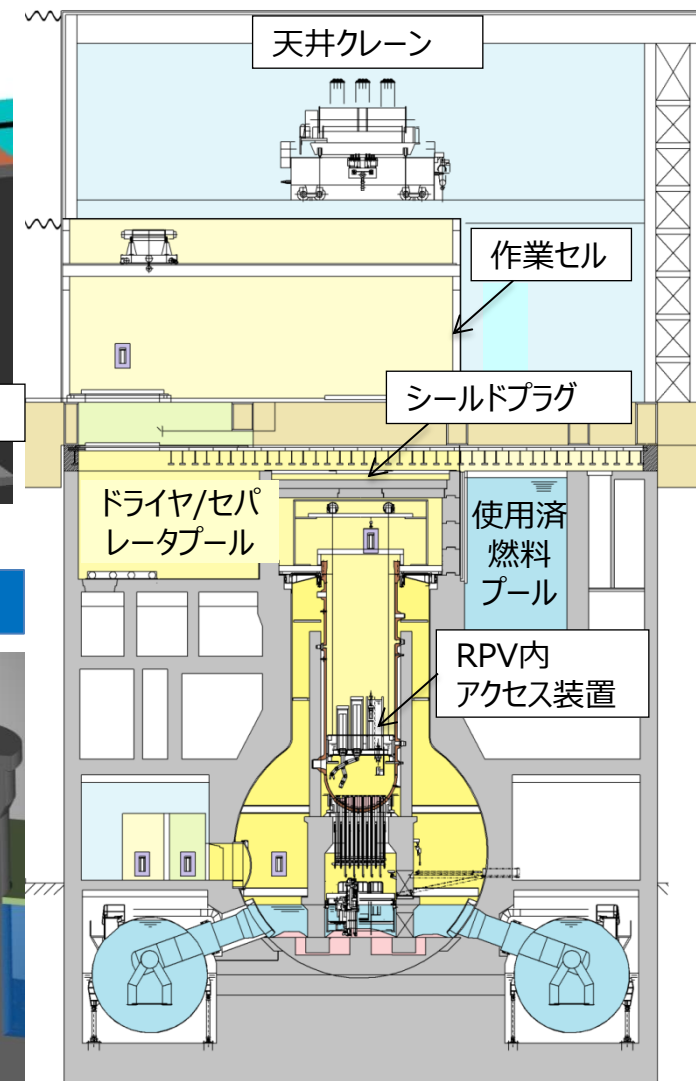 天井クレーン
作業セル
シールドプラグ
ドライヤ/セパ
レータプール
使用済
燃料
プール
RPV内
アクセス装置